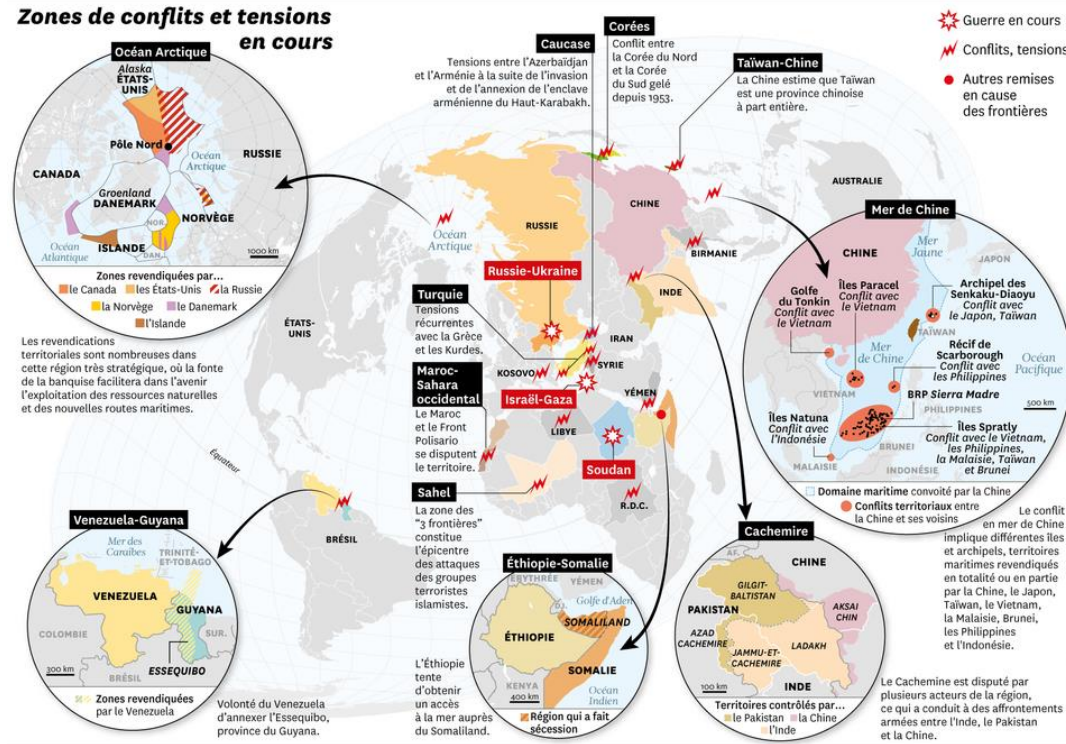 Zones de conflits et tensions
en cours
Guerre en cours
Conflits, tensions
Autres remises
en cause
des frontières
Océan Arctique
Alaska
ÉTATS-
UNIS
Pôle Nord
Océan
Arctique
RUSSIE
CANADA
Groenland
DANEMARK
NOR.
NORVÈGE
ISLANDE
DAN.
Océan
Atlantique
1000 km
Zones revendiquées par...
le Canada
les États-Unis
la Russie
la Norvège
le Danemark
l'Islande
Les revendications
territoriales sont nombreuses dans
cette région très stratégique, où la fonte
de la banquise facilitera dans l'avenir
l'exploitation des ressources naturelles
et des nouvelles routes maritimes.
Caucase
Tensions entre l'Azerbaïdjan
et l'Arménie à la suite de l'invasion
et de l'annexion de l'enclave
arménienne du Haut-Karabakh.
Corées
Conflit entre
la Corée du Nord
et la Corée
du Sud gelé
depuis 1953.
Taïwan-Chine
La Chine estime que Taïwan
est une province chinoise
à part entière.
Océan
Arctique
RUSSIE
CHINE
AUSTRALIE
BIRMANIE
INDE
Russie-Ukraine
Turquie
Tensions
récurrentes
avec la Grèce
et les Kurdes.
IRAN
SYRIE
KOSOVO
Israël-Gaza
YÉMEN
LIBYE
Soudan
R.D.C.
ÉTATS-
UNIS
Équateur
BRÉSIL
Maroc-
Sahara
occidental
Le Maroc
et le Front
Polisario
se disputent
le territoire.
Sahel
La zone des
"3 frontières"
constitue
l'épicentre
des attaques
des groupes
terroristes
islamistes.
Mer de Chine
CHINE
Mer
Jaune
JAPON
Golfe
du Tonkin
Conflit avec
le Vietnam
Îles Paracel
Conflit avec
le Vietnam
Archipel des
Senkaku-Diaoyu
Conflit avec
le Japon, Taïwan
TAÏWAN
Mer
de Chine
Récif de
Scarborough
Conflit avec
les Philippines
Océan
Pacifique
VIETNAM
BRP Sierra Madre
500 km
PHILIPPINES
Îles Natuna
Conflit avec
l'Indonésie
Îles Spratly
Conflit avec le Vietnam,
les Philippines,
la Malaisie, Taïwan
et Brunei
BRUNEI
MALAISIE
INDONÉSIE
Domaine maritime convoité par la Chine
Conflits territoriaux entre
la Chine et ses voisins
Le conflit
en mer de Chine
implique différentes îles
et archipels, territoires
maritimes revendiqués
en totalité ou en partie
par la Chine, le Japon,
Taïwan, le Vietnam,
la Malaisie, Brunei,
les Philippines
et l'Indonésie.
Venezuela-Guyana
Mer des
Caraïbes
TRINITÉ-
ET-TOBAGO
VENEZUELA
GUYANA
COLOMBIE
SUR.
ESSEQUIBO
300 km
BRÉSIL
Zones revendiquées
par le Venezuela
Volonté du Venezuela
d'annexer l'Essequibo,
province du Guyana.
Éthiopie-Somalie
ÉRYTHRÉE
YÉMEN
DJ.
Golfe d'Aden
SOMALILAND
ÉTHIOPIE
SOMALIE
KENYA
400 km
Océan
Indien
Région qui a fait
sécession
L'Éthiopie
tente d'obtenir
un accès
à la mer auprès
du Somaliland.
Cachemire
AF.
CHINE
GILGIT-
BALTISTAN
PAKISTAN
AKSAI
CHIN
AZAD
CACHEMIRE
LADAKH
JAMMU-ET-
CACHEMIRE
100 km
INDE
Territoires contrôlés par...
le Pakistan
la Chine
l'Inde
Le Cachemine est disputé par
plusieurs acteurs de la région,
ce qui a conduit à des affrontements
armées entre l'Inde, le Pakistan
et la Chine.